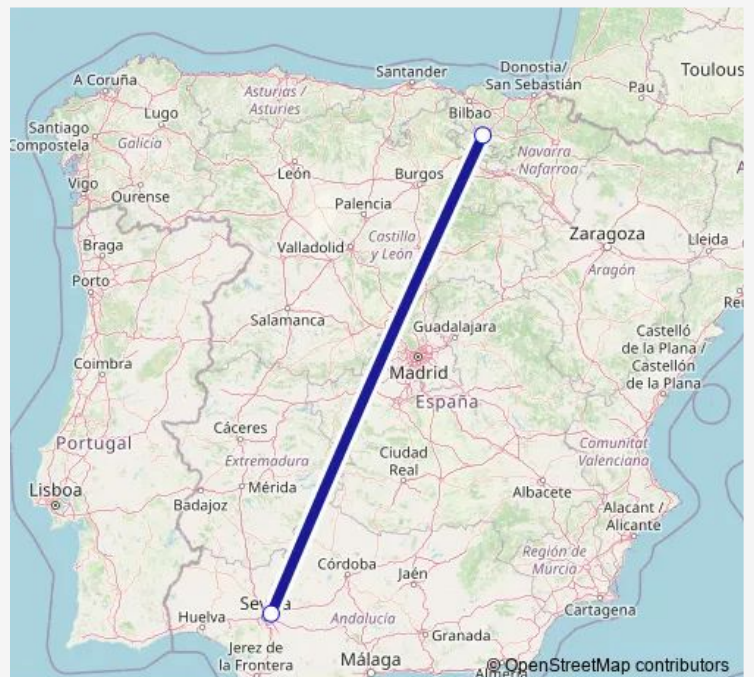 Toulous
Donostia/
San Sebastián
Santander
A Coruña
Pau
Asturias /
Asturies
Bilbao
Lugo
Santiago
Compostela
Galicia
Navarra
- Nafarroa
León
Burgos
Vigo
Ourense
Palencia
Zaragoza
Castilla
y León
Lleida
Braga
Valladolid
Aragón
Porto
Salamanca
Guadalajara
Castelló
de la Plana /
Castellón
de la Plana
Coimbra
Madrid
España
Cáceres
Portugal
Comunitat
Valenciana
Ciudad
Real
Extremadura
Lisboa
Mérida
Albacete
Badajoz
Alacant /
Alicante
Región de
Murcia
Córdoba
Jaén
Cartagena
Huelva
Andalucía
Granada
Jerez de
la Frontera
Málaga
© OpenStreetMap contributors